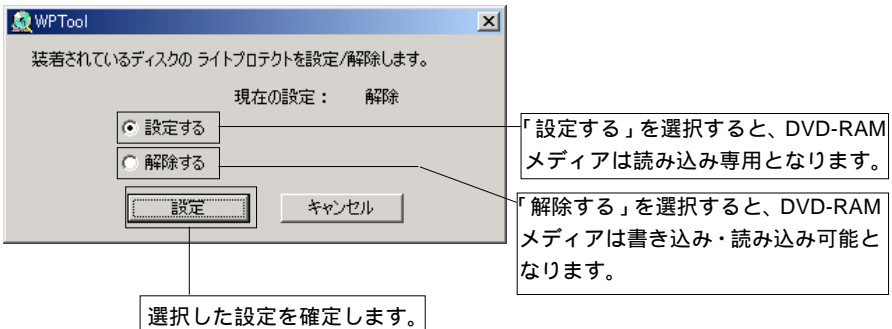 WPTool
装着されているディスクの ライトプロテクトを設定/解除します。
現在の設定： 解除
設定する
解除する
設定 キャンセル
「設定する」を選択すると、DVD-RAM
メディアは読み込み専用となります。
「解除する」を選択すると、DVD-RAM
メディアは書き込み・読み込み可能と
なります。
選択した設定を確定します。